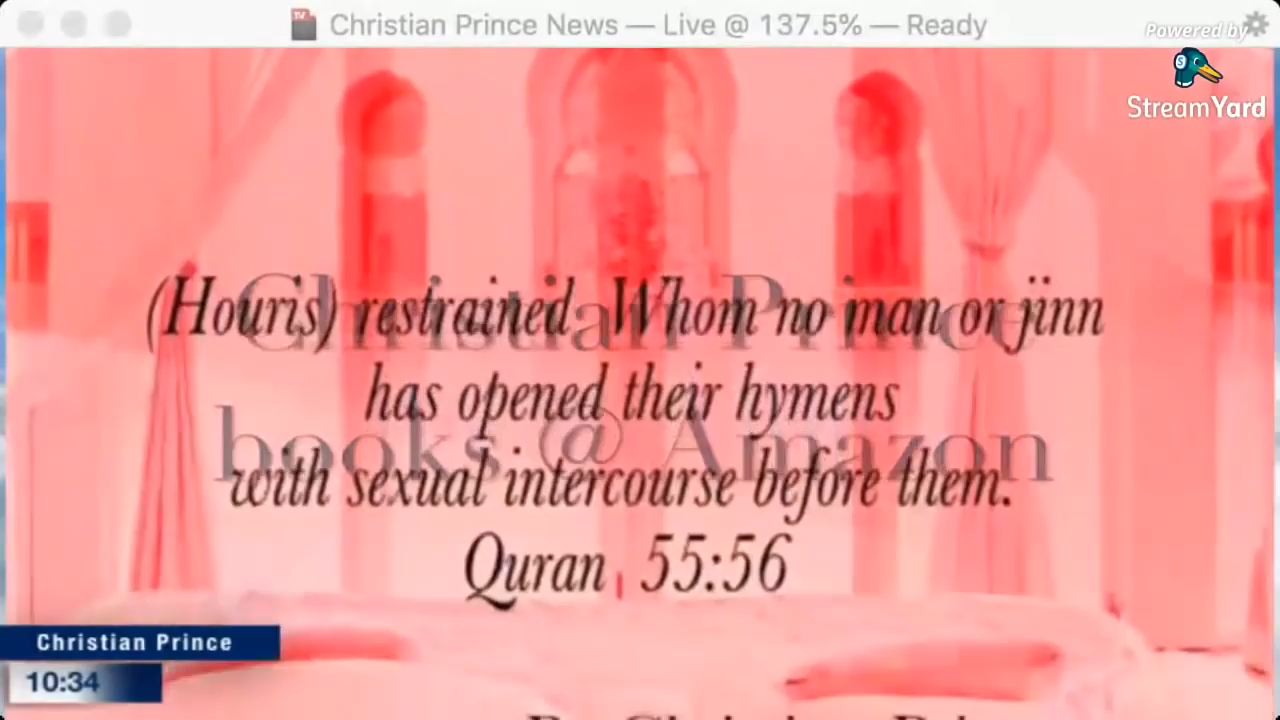 Christian Prince News — Live @ 137.5% — Ready
Powered by
StreamYard
(Houris) restrained. Whom no man or jinn
Christian Prince
has opened their hymens
books @ Amazon
with sexual intercourse before them.
Quran 55:56
Christian Prince
10:34